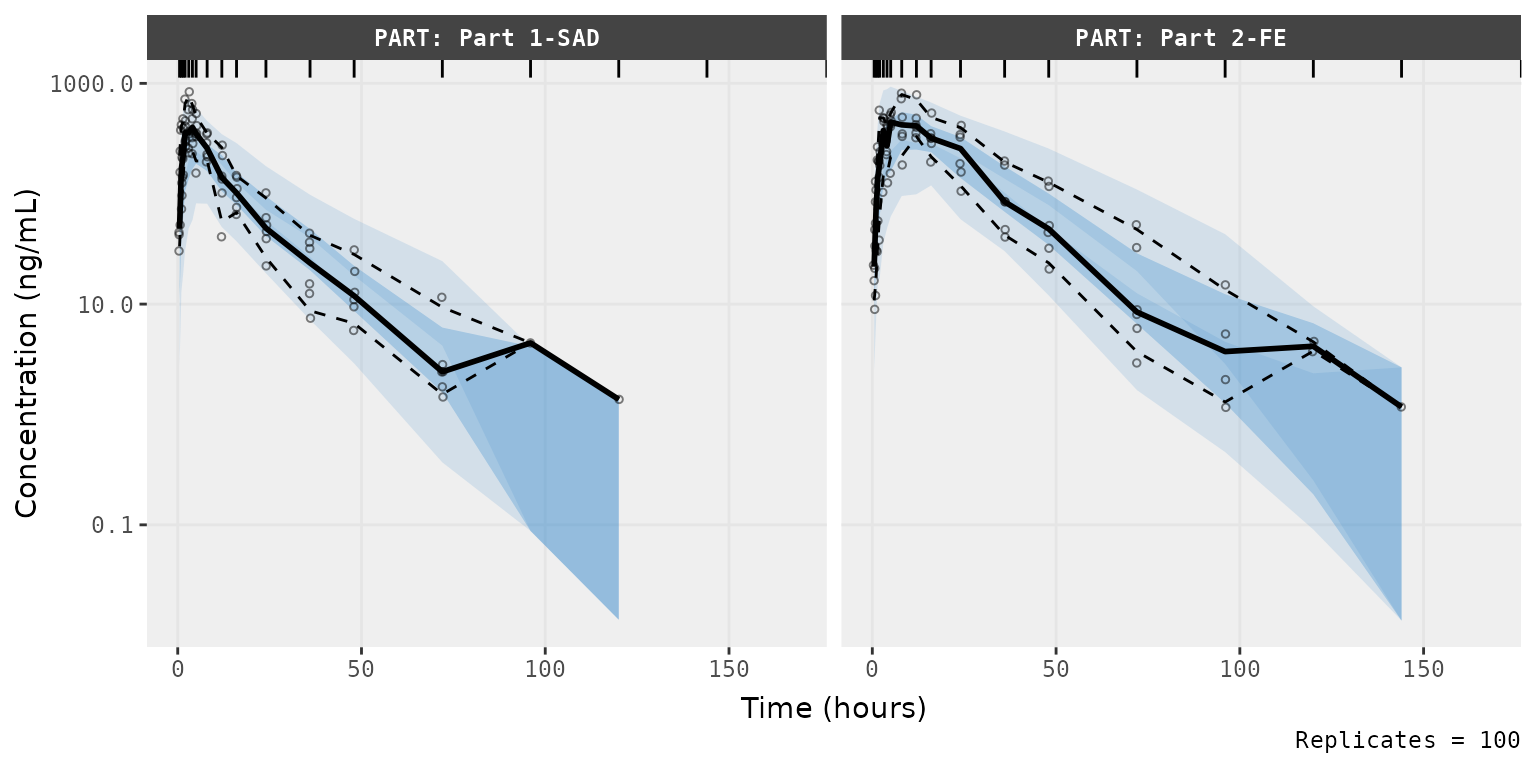 PART: Part 1-SAD
PART: Part 2-FE
Concentration (ng/mL)
1000.0
10.0
0.1
0 50 100 150
0 50 100 150
Time (hours)
Replicates = 100